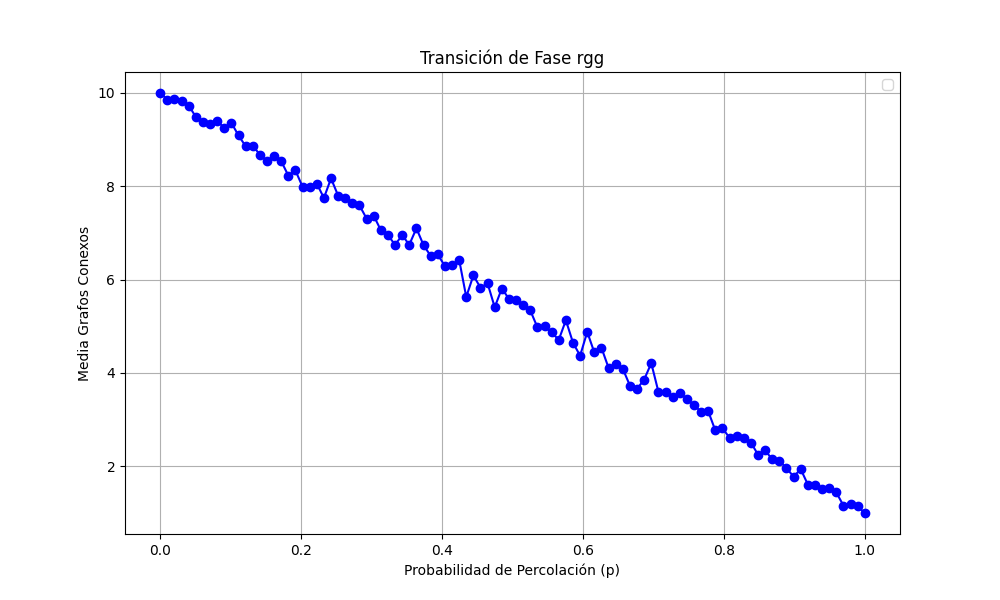 Transición de Fase rgg
10
8
6
4
2
Media Grafos Conexos
0.0 0.2 0.4 0.6 0.8 1.0
Probabilidad de Percolación (p)